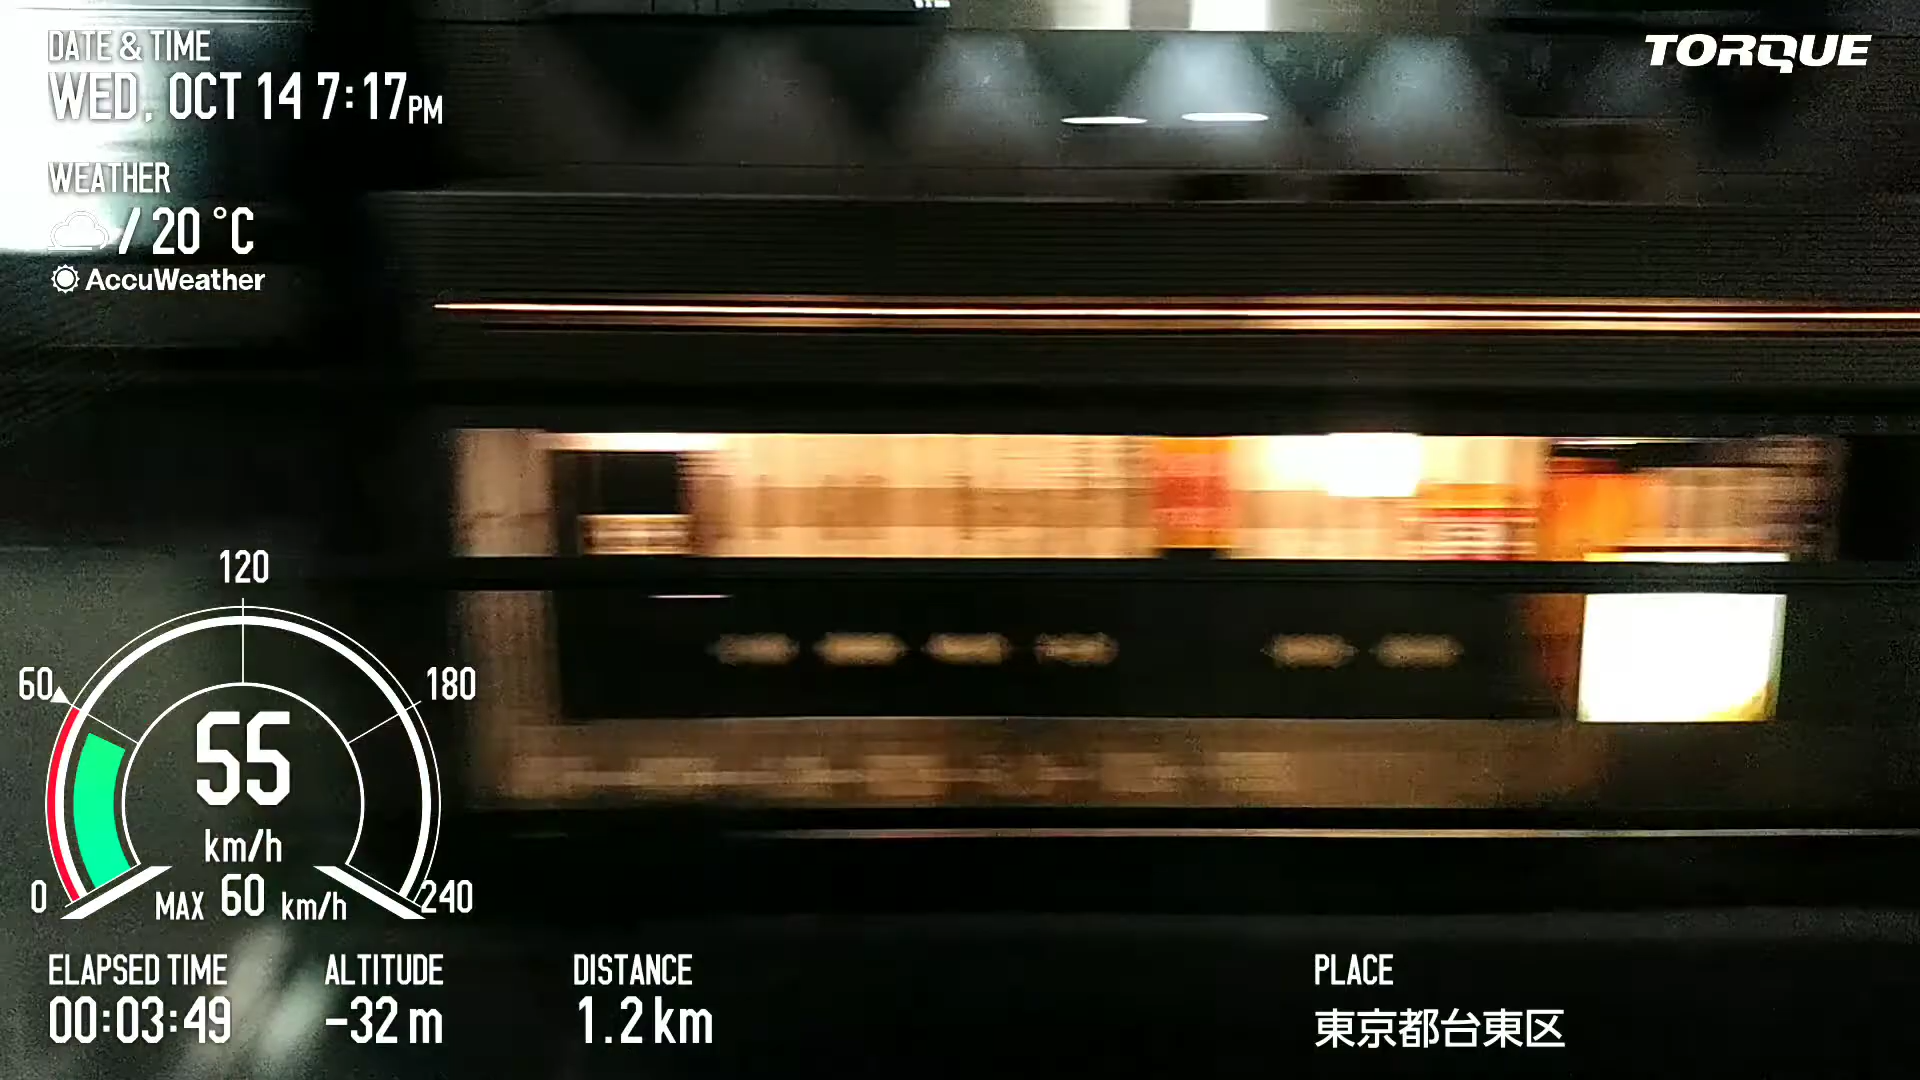 DATE & TIME
WED, OCT 14 7:17PM
TORQUE
WEATHER
/ 20 °C
AccuWeather
120
60
180
55
km/h
0
MAX 60 km/h
240
ELAPSED TIME
00:03:49
ALTITUDE
-32 m
DISTANCE
1.2 km
PLACE
東京都台東区